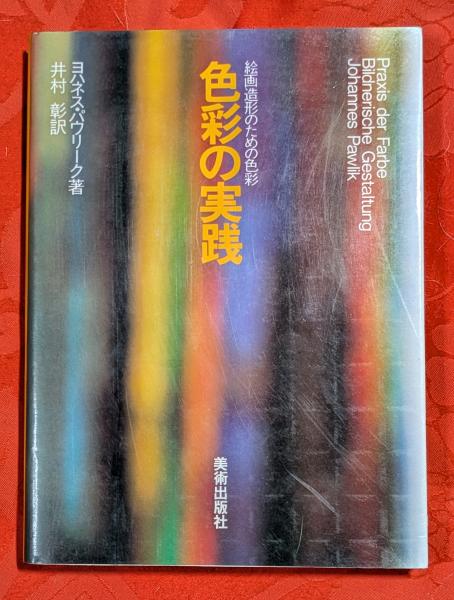 Praxis der Farbe
Bildnerische Gestaltung
Johannes Pawlik
絵画造形のための色彩
色彩の実践
ヨハネス・パウリーク著
井村 彰訳
美術出版社